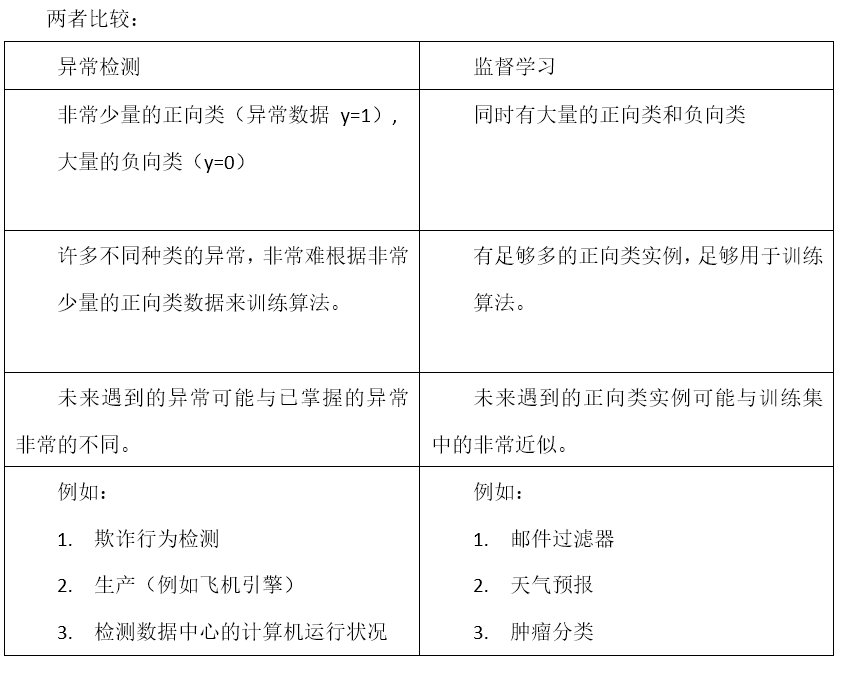 两者比较：
异常检测
监督学习
非常少量的正向类（异常数据 y=1），
大量的负向类（y=0）
同时有大量的正向类和负向类
许多不同种类的异常，非常难根据非常
少量的正向类数据来训练算法。
有足够多的正向类实例，足够用于训练
算法。
未来遇到的异常可能与已掌握的异常
非常的不同。
未来遇到的正向类实例可能与训练集
中的非常近似。
例如：
1. 欺诈行为检测
2. 生产（例如飞机引擎）
3. 检测数据中心的计算机运行状况
例如：
1. 邮件过滤器
2. 天气预报
3. 肿瘤分类